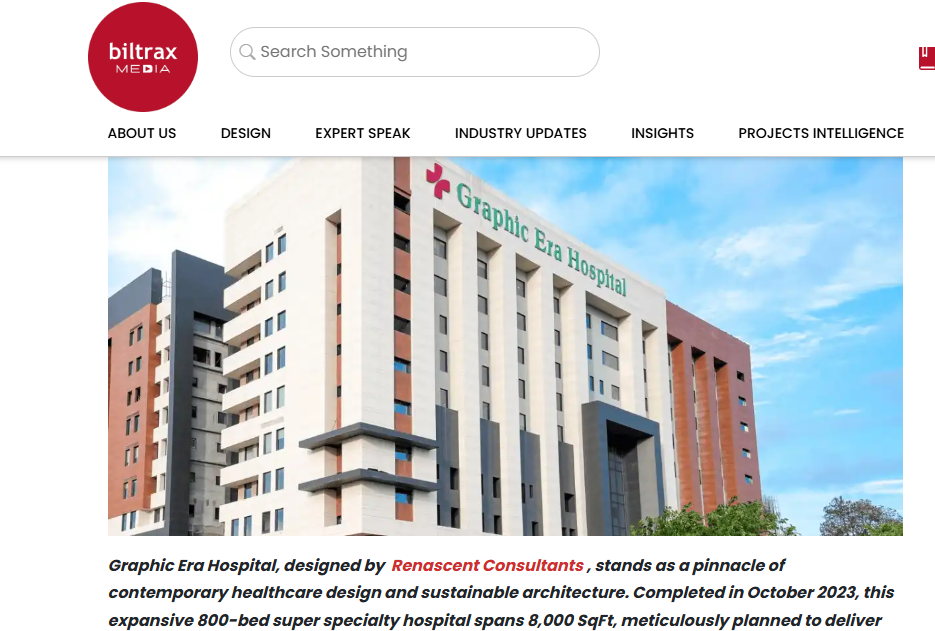 biltrax
MEDIA
Search Something
ABOUT US DESIGN EXPERT SPEAK INDUSTRY UPDATES INSIGHTS PROJECTS INTELLIGENCE
Graphic Era Hospital
Graphic Era Hospital, designed by Renascent Consultants , stands as a pinnacle of
contemporary healthcare design and sustainable architecture. Completed in October 2023, this
expansive 800-bed super specialty hospital spans 8,000 SqFt, meticulously planned to deliver